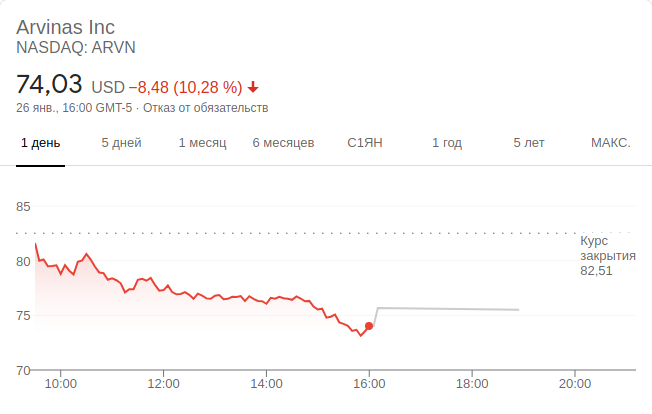 Arvinas Inc
NASDAQ: ARVN
74,03 USD −8,48 (10,28 %)
26 янв., 16:00 GMT-5 · Отказ от обязательств
1 день 5 дней 1 месяц 6 месяцев С1ЯН 1 год 5 лет МАКС.
85
Курс
закрытия
80
82,51
75
70
10:00 12:00 14:00 16:00 18:00 20:00